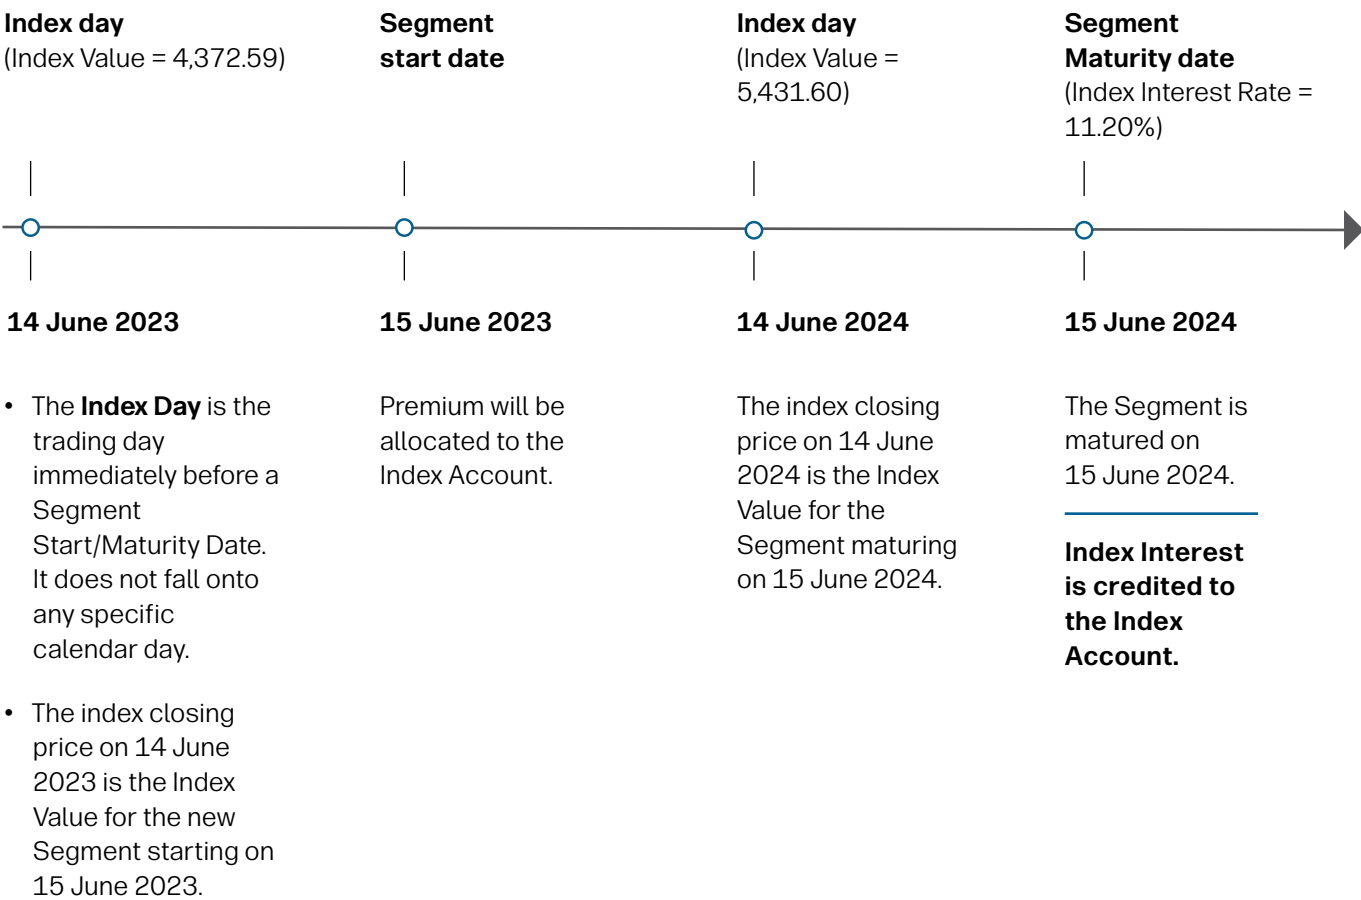 Index day
(Index Value = 4,372.59)
Segment
start date
Index day
(Index Value =
5,431.60)
Segment
Maturity date
(Index Interest Rate =
11.20%)
14 June 2023
15 June 2023
14 June 2024
15 June 2024
• The Index Day is the
trading day
immediately before a
Segment
Start/Maturity Date.
It does not fall onto
any specific
calendar day.
• The index closing
price on 14 June
2023 is the Index
Value for the new
Segment starting on
15 June 2023.
Premium will be
allocated to the
Index Account.
The index closing
price on 14 June
2024 is the Index
Value for the
Segment maturing
on 15 June 2024.
The Segment is
matured on
15 June 2024.
Index Interest
is credited to
the Index
Account.